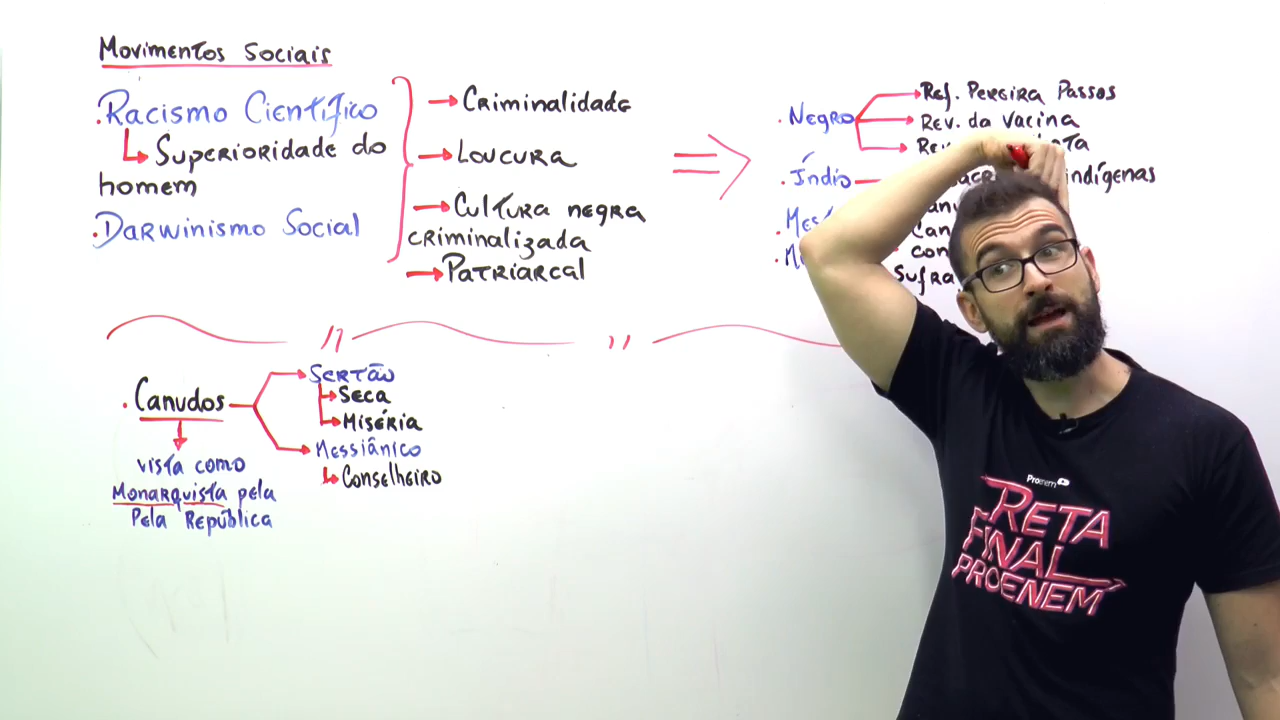 Movimentos Sociais
.Racismo Científico
Superioridade do
homem
.Darwinismo Social
Criminalidade
Loucura
Cultura negra
criminalizada
Patriarcal
.Negro
Ref. Pereira Passos
Rev. da vacina
Rev.
.Índio
indígenas
Sufra
.Canudos
vista como
Monarquista pela
Pela República
Sertão
Seca
Miséria
Messiânico
Conselheiro
Proenem
RETA
FINAL
PROENEM